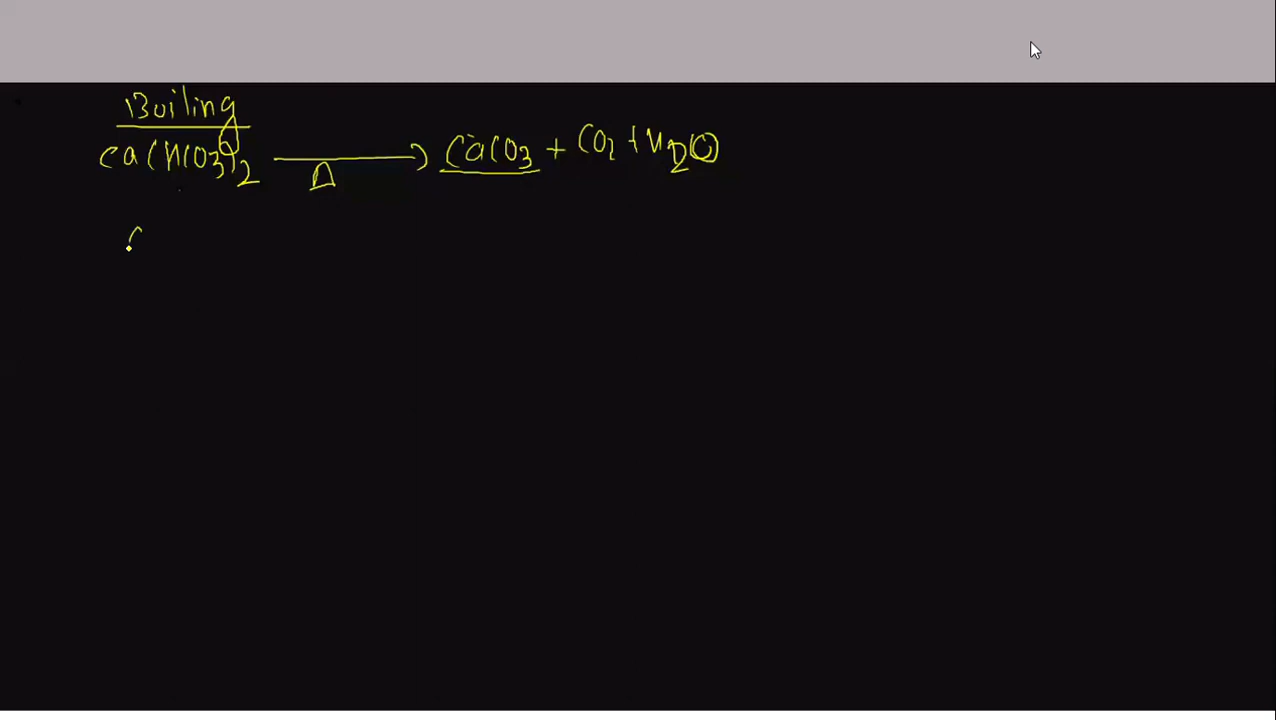 Boiling
Ca(HCO3)2 ⟶ Δ CaCO3 + CO2 + H2O
(